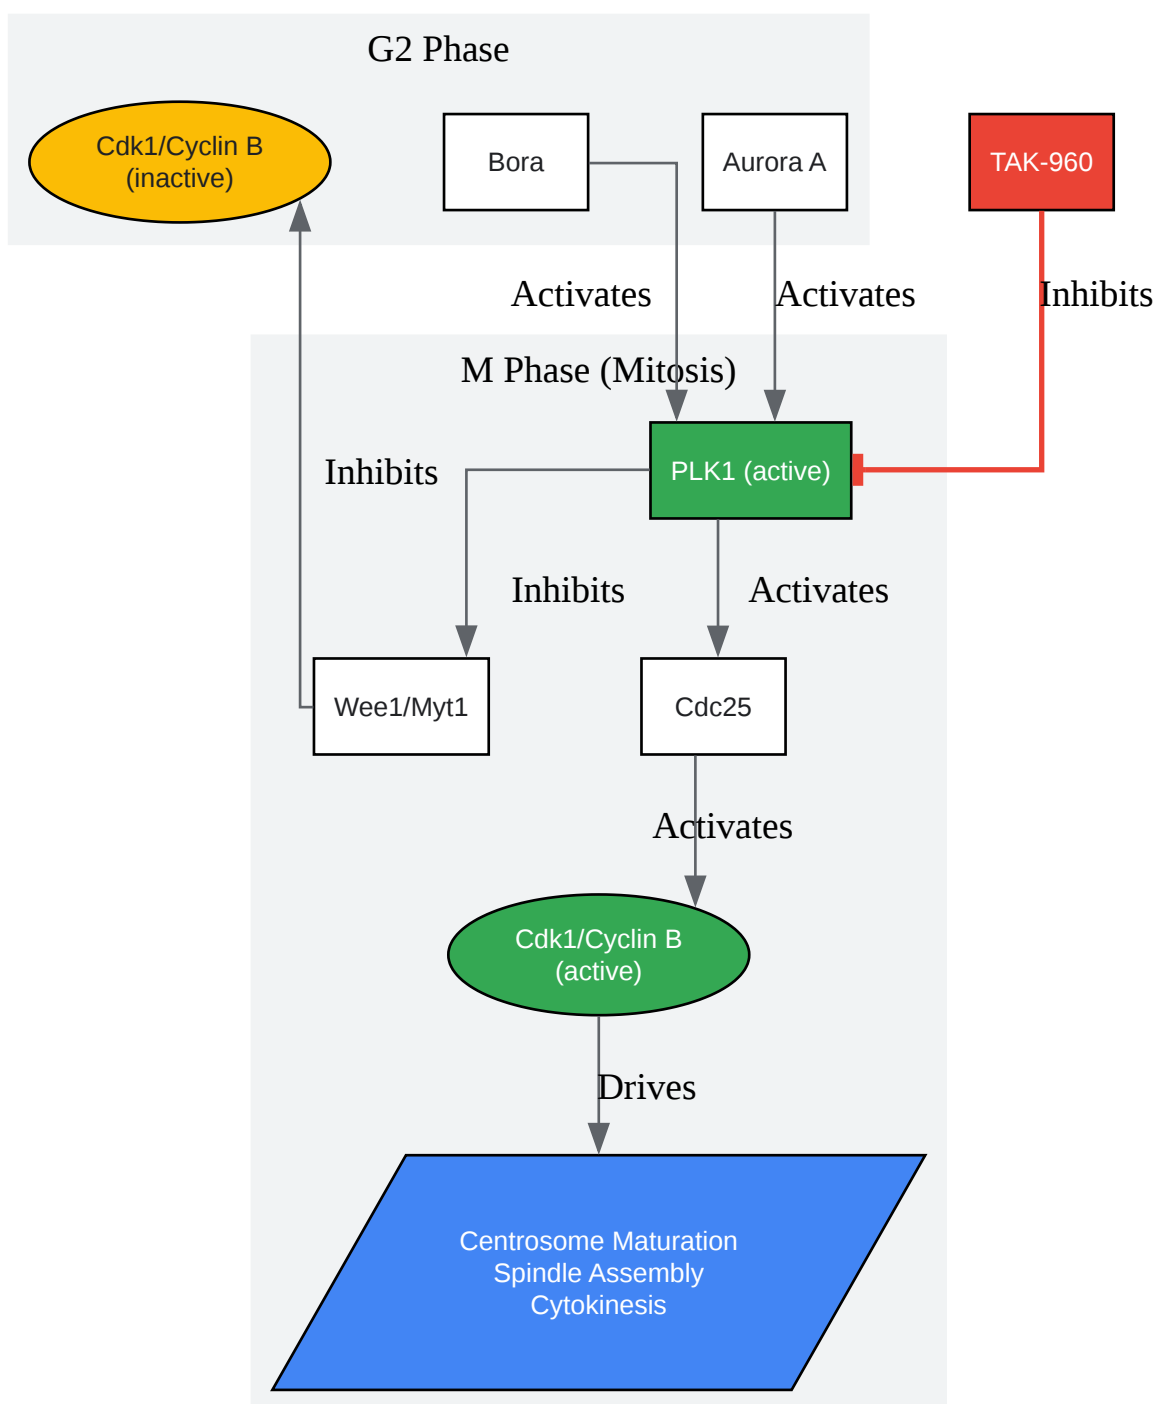 G2 Phase
Cdk1/Cyclin B
(inactive)
Bora
Aurora A
TAK-960
Activates
Activates
Inhibits
M Phase (Mitosis)
Inhibits
PLK1 (active)
Inhibits
Activates
Wee1/Myt1
Cdc25
Activates
Cdk1/Cyclin B
(active)
Drives
Centrosome Maturation
Spindle Assembly
Cytokinesis